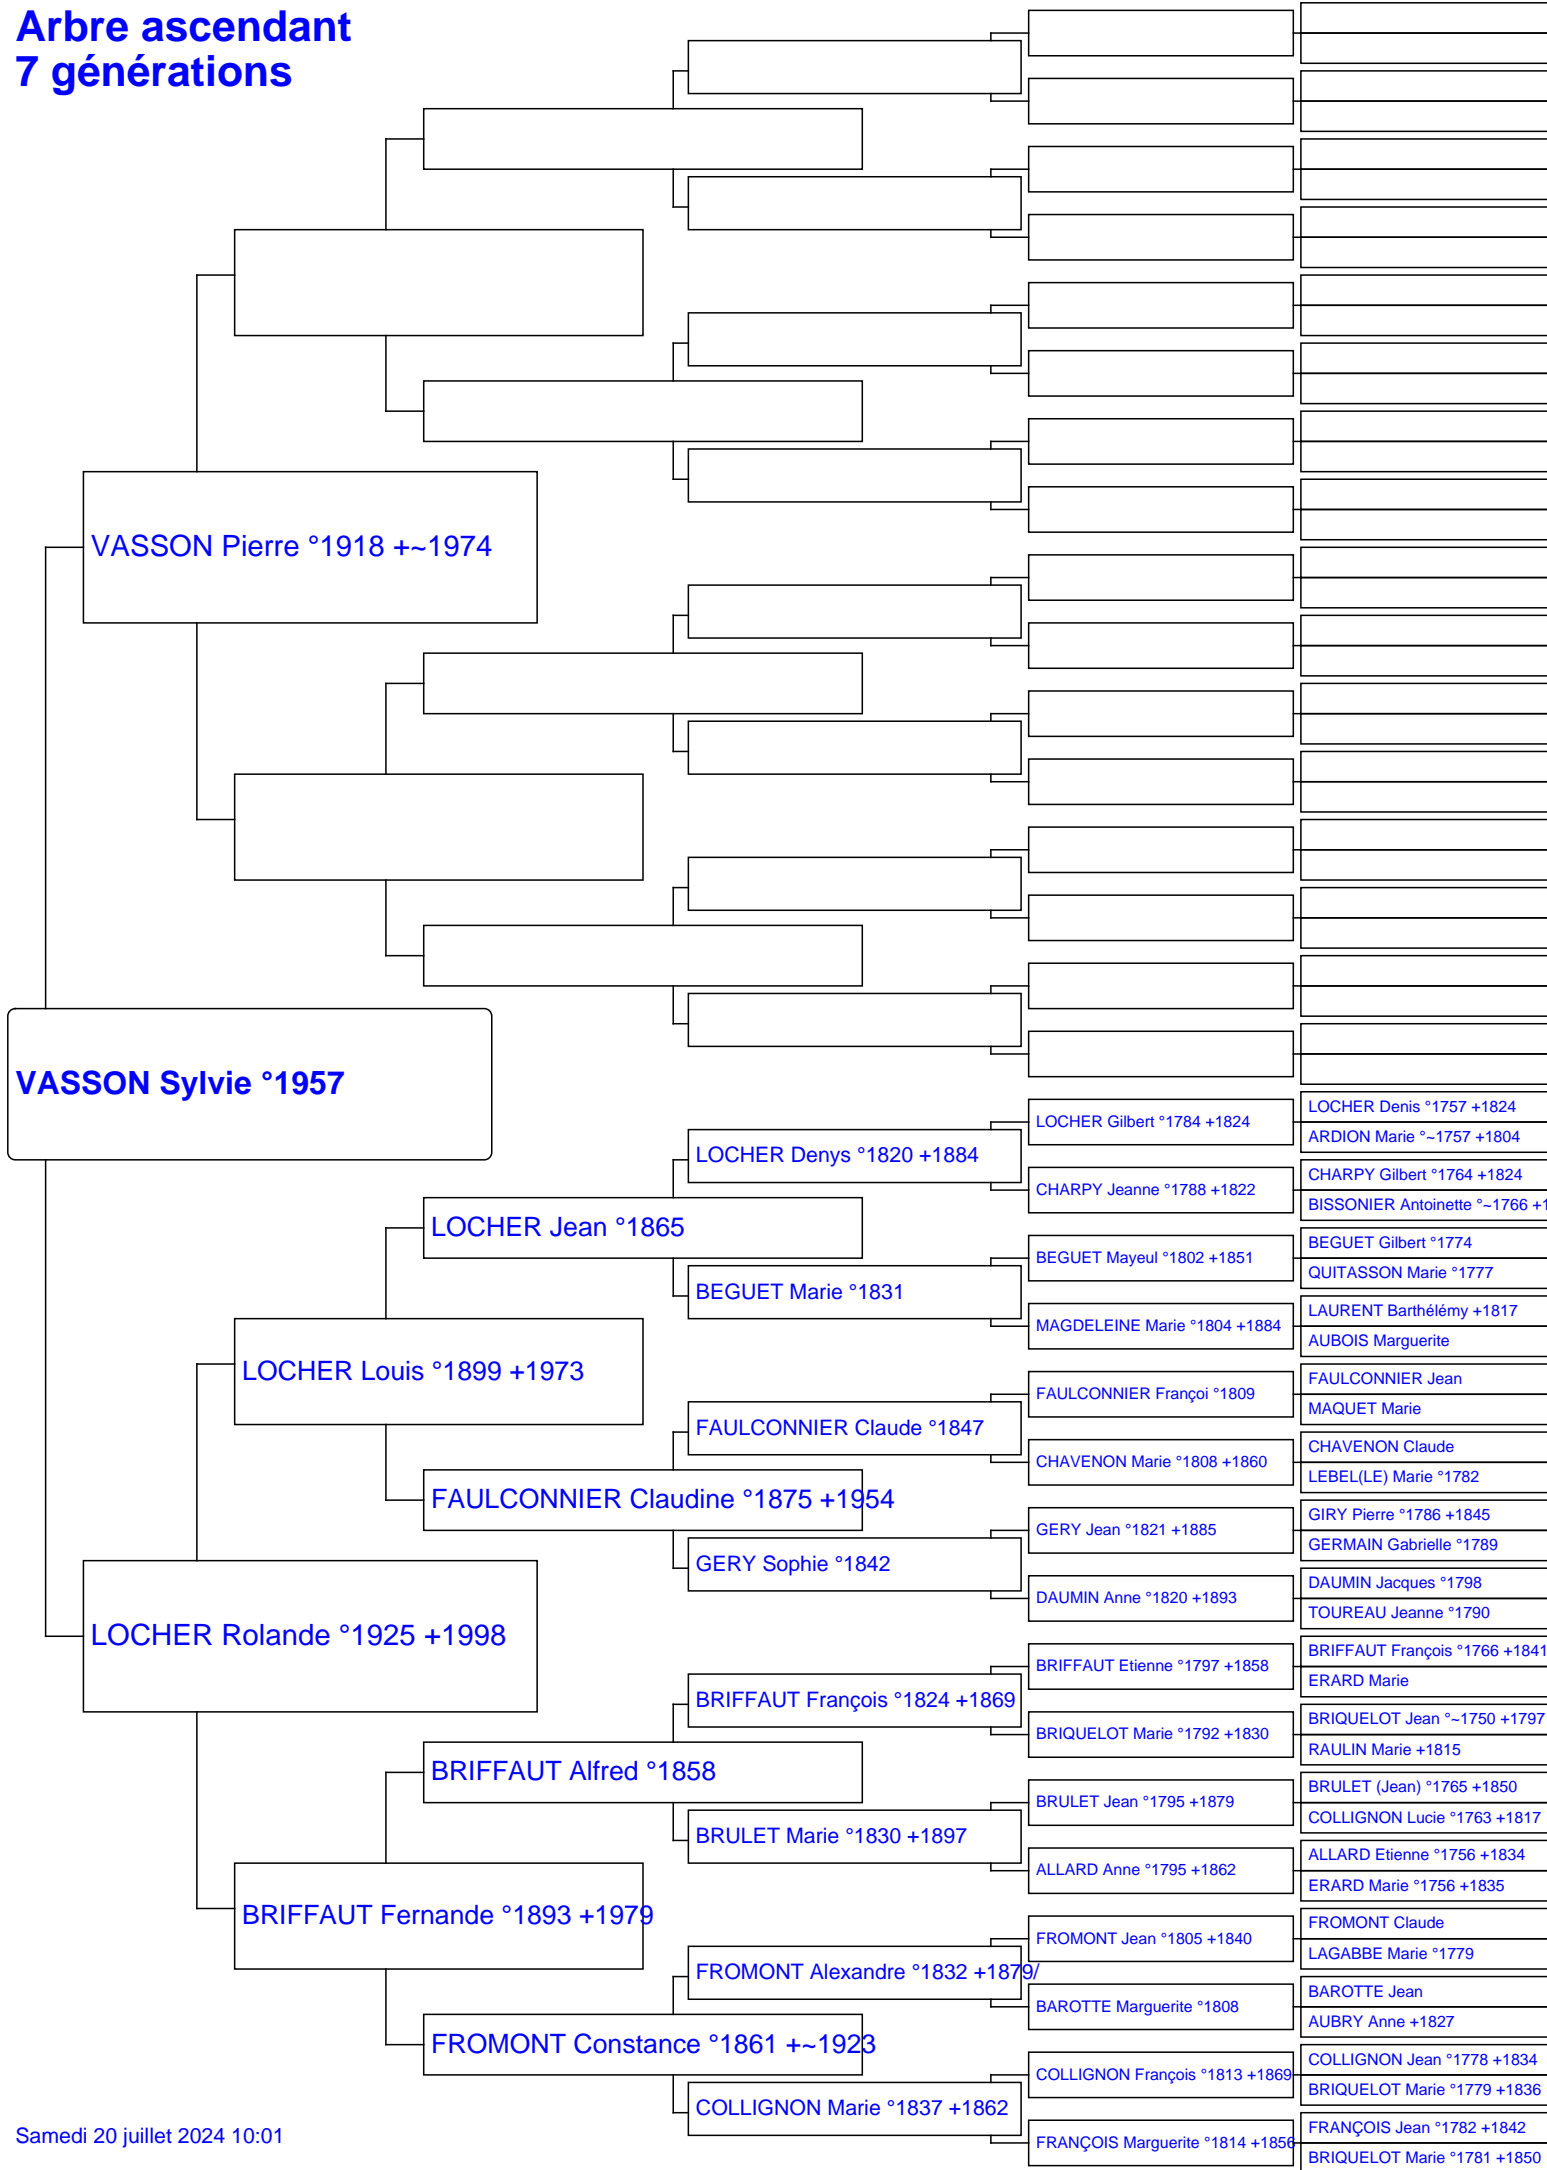 Arbre ascendant
7 générations
VASSON Pierre °1918 +~1974
VASSON Sylvie °1957
LOCHER Denis °1757 +1824
LOCHER Gilbert °1784 +1824
ARDION Marie °~1757 +1804
LOCHER Denys °1820 +1884
CHARPY Gilbert °1764 +1824
CHARPY Jeanne °1788 +1822
BISSONIER Antoinette °~1766 +1
LOCHER Jean °1865
BEGUET Gilbert °1774
BEGUET Mayeul °1802 +1851
QUITASSON Marie °1777
BEGUET Marie °1831
LAURENT Barthélémy +1817
MAGDELEINE Marie °1804 +1884
AUBOIS Marguerite
LOCHER Louis °1899 +1973
FAULCONNIER Jean
FAULCONNIER Françoi °1809
MAQUET Marie
FAULCONNIER Claude °1847
CHAVENON Claude
CHAVENON Marie °1808 +1860
LEBEL(LE) Marie °1782
FAULCONNIER Claudine °1875 +1954
GIRY Pierre °1786 +1845
GERY Jean °1821 +1885
GERMAIN Gabrielle °1789
GERY Sophie °1842
DAUMIN Jacques °1798
DAUMIN Anne °1820 +1893
TOUREAU Jeanne °1790
LOCHER Rolande °1925 +1998
BRIFFAUT François °1766 +1841
BRIFFAUT Etienne °1797 +1858
ERARD Marie
BRIFFAUT François °1824 +1869
BRIQUELOT Jean °~1750 +1797
BRIQUELOT Marie °1792 +1830
RAULIN Marie +1815
BRIFFAUT Alfred °1858
BRULET (Jean) °1765 +1850
BRULET Jean °1795 +1879
COLLIGNON Lucie °1763 +1817
BRULET Marie °1830 +1897
ALLARD Etienne °1756 +1834
ALLARD Anne °1795 +1862
ERARD Marie °1756 +1835
BRIFFAUT Fernande °1893 +1979
FROMONT Claude
FROMONT Jean °1805 +1840
LAGABBE Marie °1779
FROMONT Alexandre °1832 +1879/
BAROTTE Jean
BAROTTE Marguerite °1808
AUBRY Anne +1827
FROMONT Constance °1861 +~1923
COLLIGNON Jean °1778 +1834
COLLIGNON François °1813 +1869
BRIQUELOT Marie °1779 +1836
COLLIGNON Marie °1837 +1862
FRANÇOIS Jean °1782 +1842
FRANÇOIS Marguerite °1814 +1856
BRIQUELOT Marie °1781 +1850
Samedi 20 juillet 2024 10:01